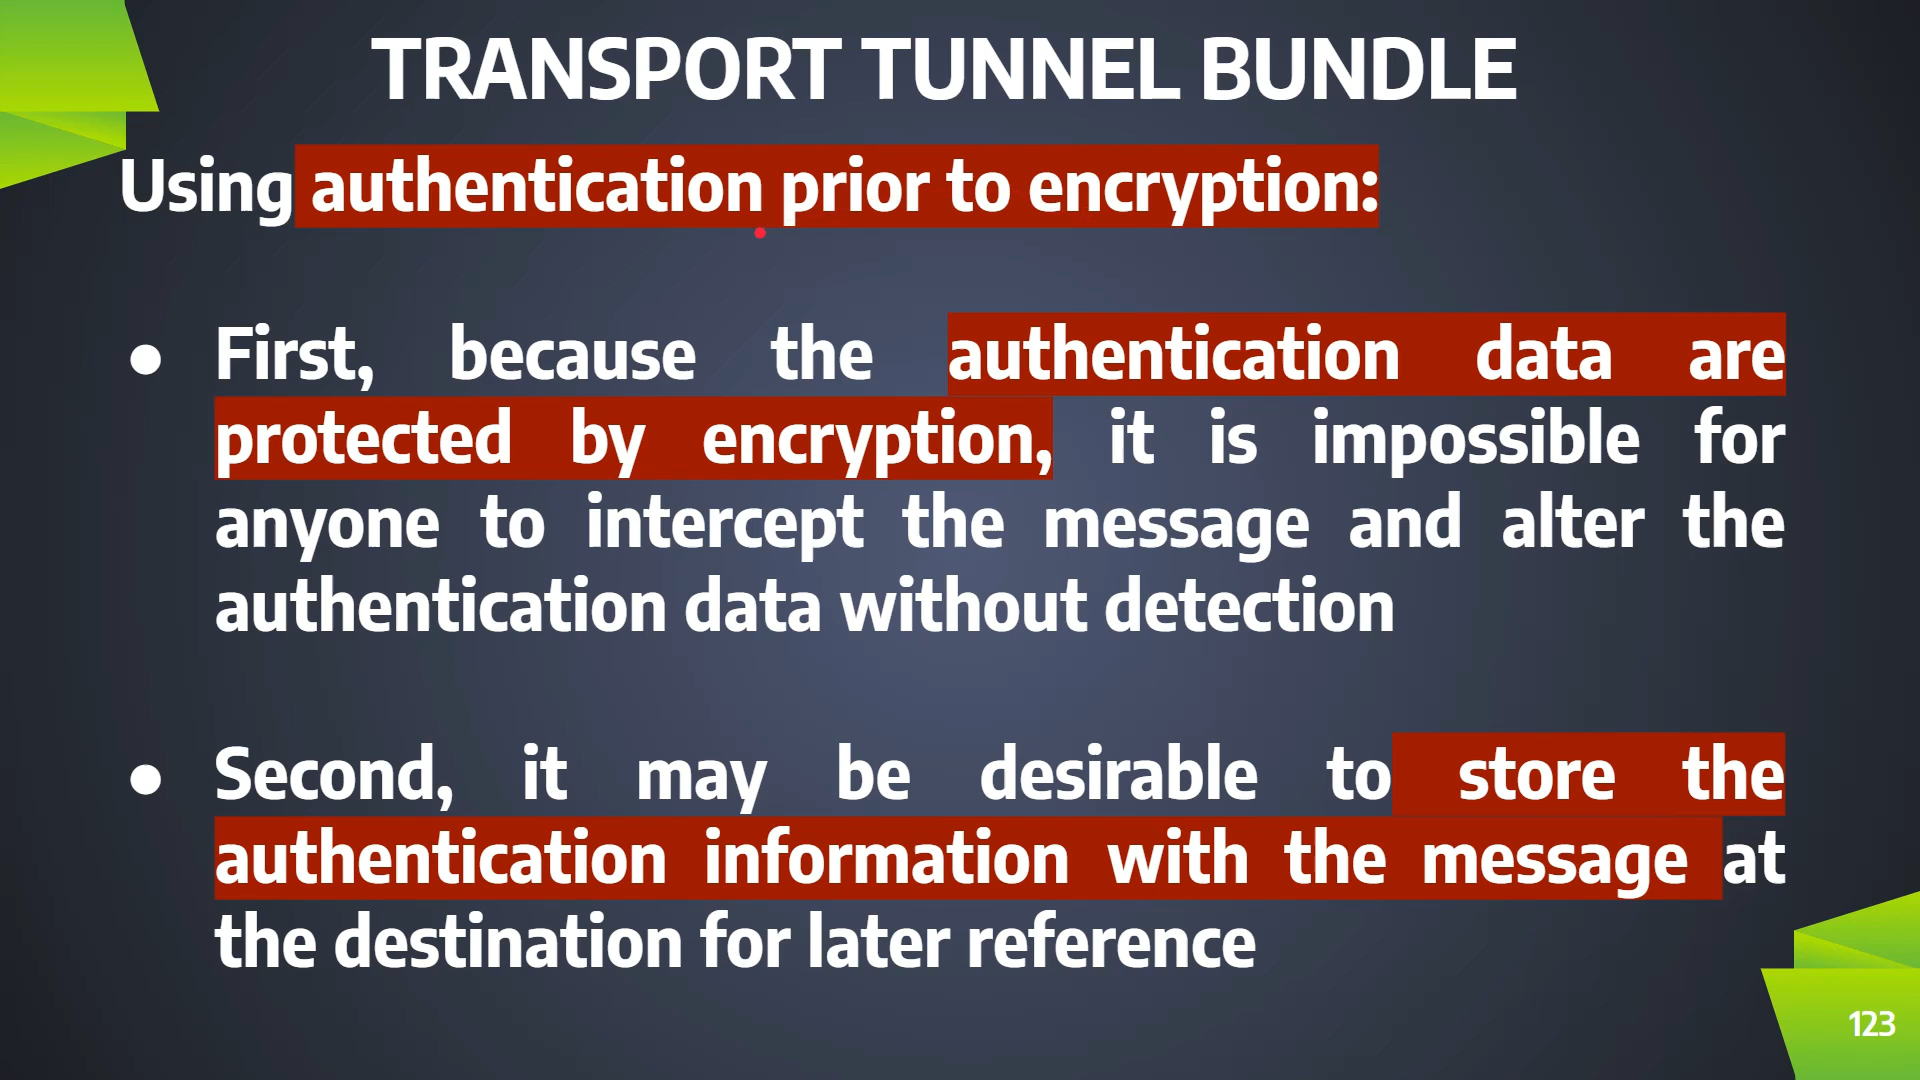 TRANSPORT TUNNEL BUNDLE
Using authentication prior to encryption:
● First, because the authentication data are
protected by encryption, it is impossible for
anyone to intercept the message and alter the
authentication data without detection
● Second, it may be desirable to store the
authentication information with the message at
the destination for later reference
123